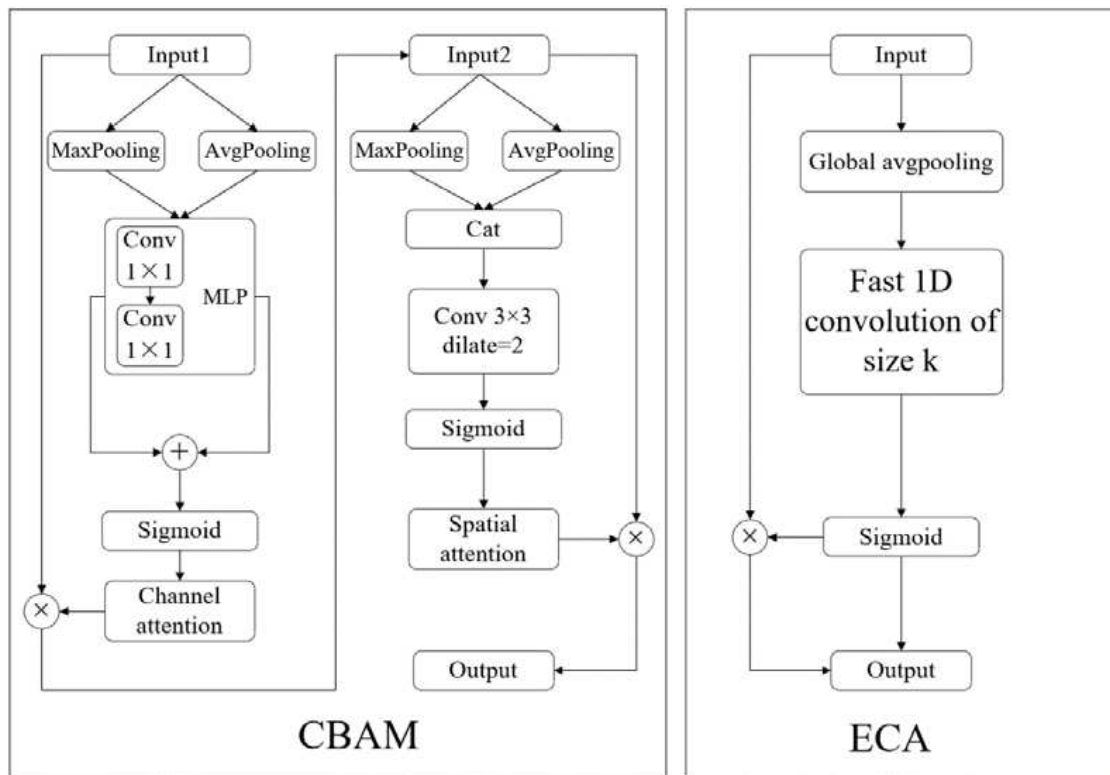 Input1
MaxPooling
AvgPooling
Conv
1×1
MLP
Conv
1×1
+
Sigmoid
Channel
attention
×
Input2
MaxPooling
AvgPooling
Cat
Conv 3×3
dilate=2
Sigmoid
Spatial
attention
×
Output
CBAM
Input
Global avgpooling
Fast 1D
convolution of
size k
×
Sigmoid
Output
ECA